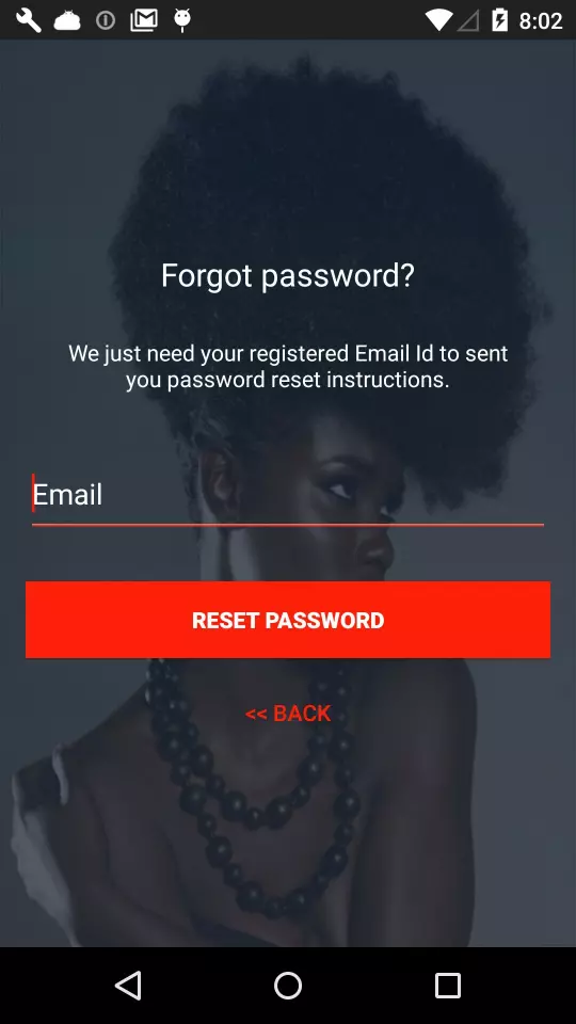 8:02
Forgot password?
We just need your registered Email Id to sent
you password reset instructions.
Email
RESET PASSWORD
<< BACK